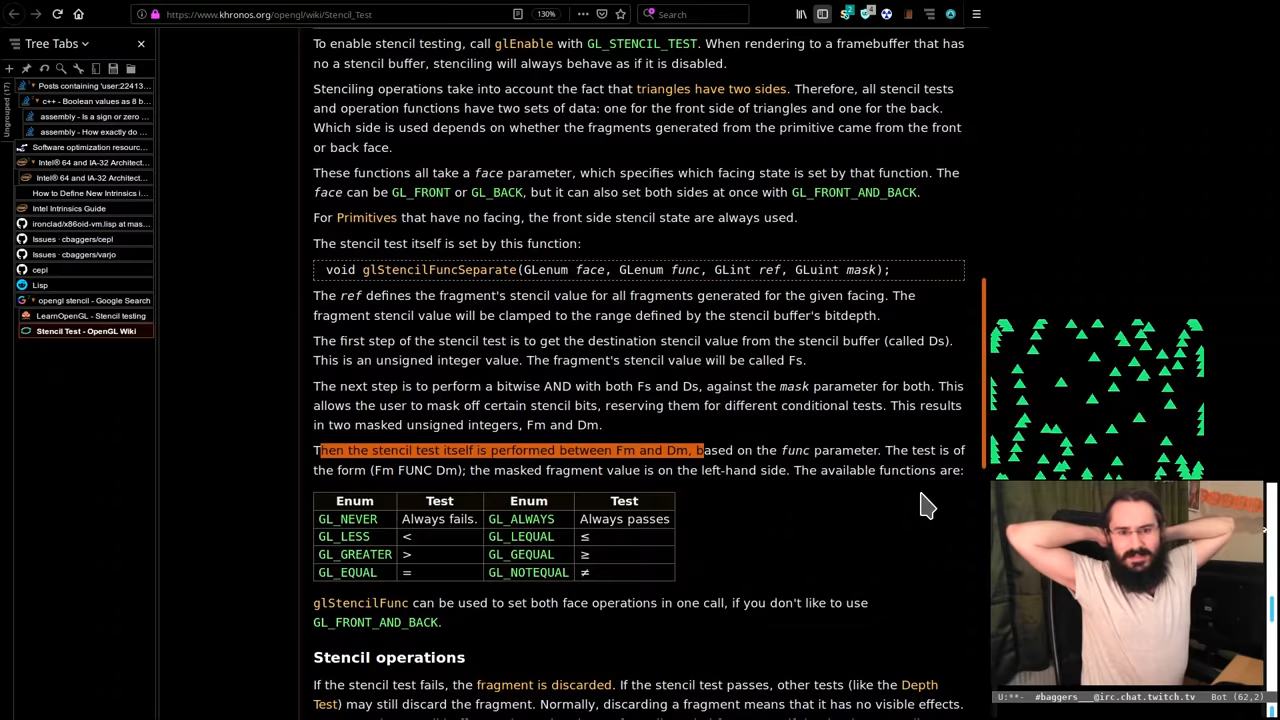 https://www.khronos.org/opengl/wiki/Stencil_Test
130%
Search
Tree Tabs
Ungrouped (17)
Posts containing 'user:22413...
c++ - Boolean values as 8 b...
assembly - Is a sign or zero ...
assembly - How exactly do ...
Software optimization resourc...
Intel® 64 and IA-32 Architect...
Intel® 64 and IA-32 Architect...
How to Define New Intrinsics i...
Intel Intrinsics Guide
ironclad/x86oid-vm.lisp at mas...
Issues · cbaggers/cepl
Issues · cbaggers/varjo
cepl
Lisp
opengl stencil - Google Search
LearnOpenGL - Stencil testing
Stencil Test - OpenGL Wiki
To enable stencil testing, call glEnable with GL_STENCIL_TEST. When rendering to a framebuffer that has
no a stencil buffer, stenciling will always behave as if it is disabled.
Stenciling operations take into account the fact that triangles have two sides. Therefore, all stencil tests
and operation functions have two sets of data: one for the front side of triangles and one for the back.
Which side is used depends on whether the fragments generated from the primitive came from the front
or back face.
These functions all take a face parameter, which specifies which facing state is set by that function. The
face can be GL_FRONT or GL_BACK, but it can also set both sides at once with GL_FRONT_AND_BACK.
For Primitives that have no facing, the front side stencil state are always used.
The stencil test itself is set by this function:
void glStencilFuncSeparate(GLenum face, GLenum func, GLint ref, GLuint mask);
The ref defines the fragment's stencil value for all fragments generated for the given facing. The
fragment stencil value will be clamped to the range defined by the stencil buffer's bitdepth.
The first step of the stencil test is to get the destination stencil value from the stencil buffer (called Ds).
This is an unsigned integer value. The fragment's stencil value will be called Fs.
The next step is to perform a bitwise AND with both Fs and Ds, against the mask parameter for both. This
allows the user to mask off certain stencil bits, reserving them for different conditional tests. This results
in two masked unsigned integers, Fm and Dm.
Then the stencil test itself is performed between Fm and Dm, based on the func parameter. The test is of
the form (Fm FUNC Dm); the masked fragment value is on the left-hand side. The available functions are:
Enum Test Enum Test
GL_NEVER Always fails. GL_ALWAYS Always passes
GL_LESS < GL_LEQUAL ≤
GL_GREATER > GL_GEQUAL ≥
GL_EQUAL = GL_NOTEQUAL ≠
glStencilFunc can be used to set both face operations in one call, if you don't like to use
GL_FRONT_AND_BACK.
Stencil operations
If the stencil test fails, the fragment is discarded. If the stencil test passes, other tests (like the Depth
Test) may still discard the fragment. Normally, discarding a fragment means that it has no visible effects.
U:**- #baggers___@irc.chat.twitch.tv Bot (62,2)